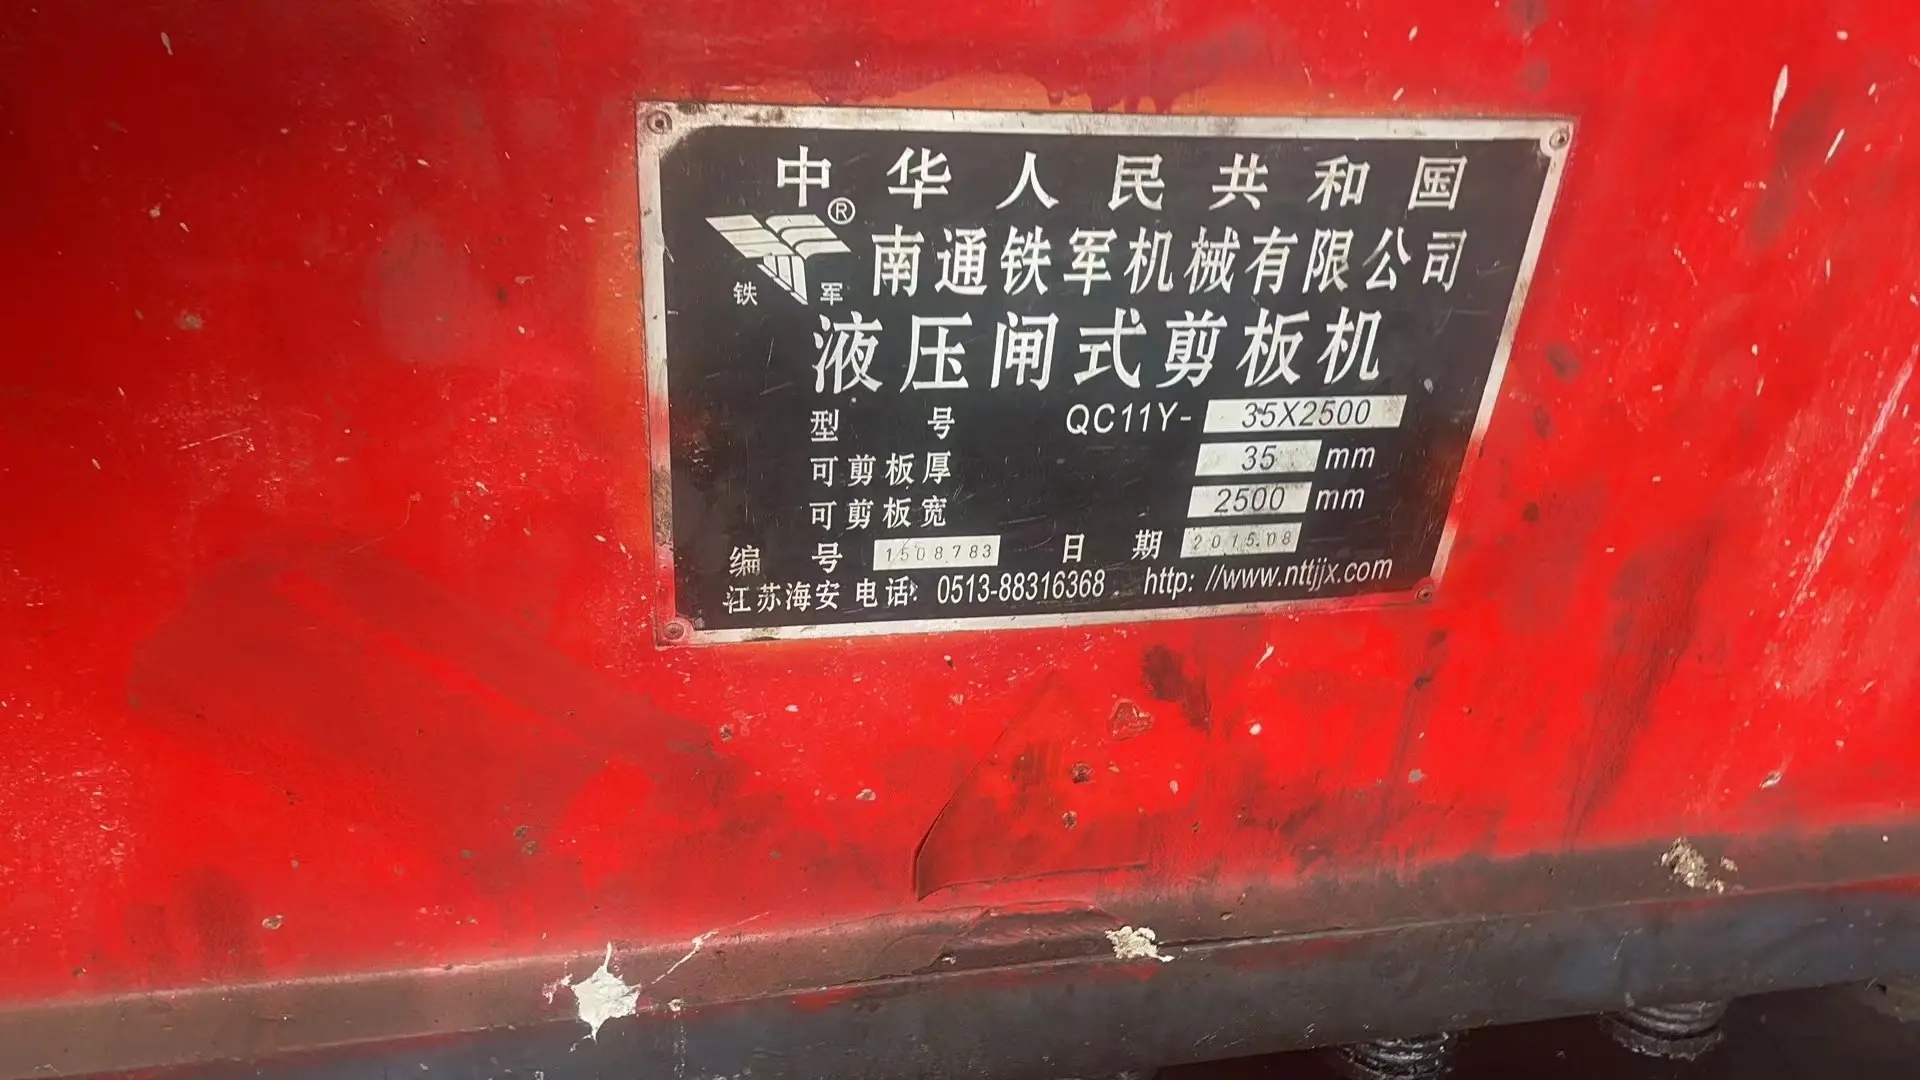 中华人民共和国
®
铁军
南通铁军机械有限公司
液压闸式剪板机
型号 QC11Y-35X2500
可剪板厚 35 mm
可剪板宽 2500 mm
编号 1508783 日期 2015.08
江苏海安 电话: 0513-88316368 http: //www.nttjjx.com